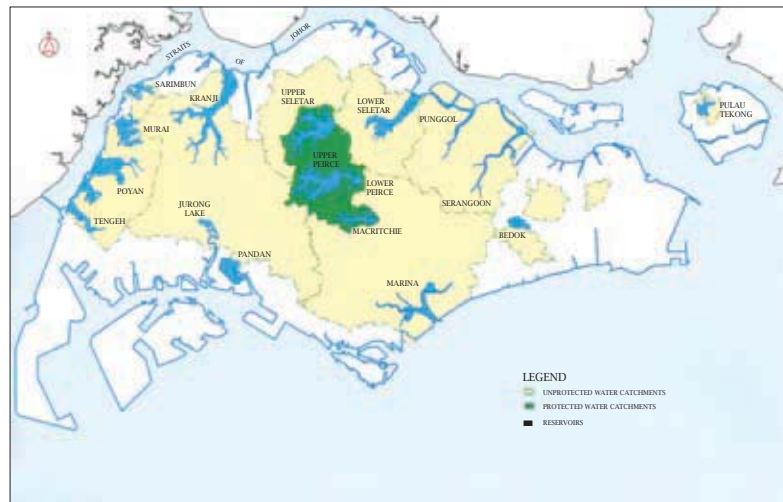 STRAITS
OF
JOHOR
SARIMBUN
KRANJI
UPPER
SELETAR
LOWER
SELETAR
PULAU
TEKONG
MURAI
PUNGGOL
UPPER
PEIRCE
POYAN
LOWER
PEIRCE
JURONG
LAKE
SERANGOON
TENGEH
MACRITCHIE
BEDOK
PANDAN
MARINA
LEGEND
UNPROTECTED WATER CATCHMENTS
PROTECTED WATER CATCHMENTS
RESERVOIRS